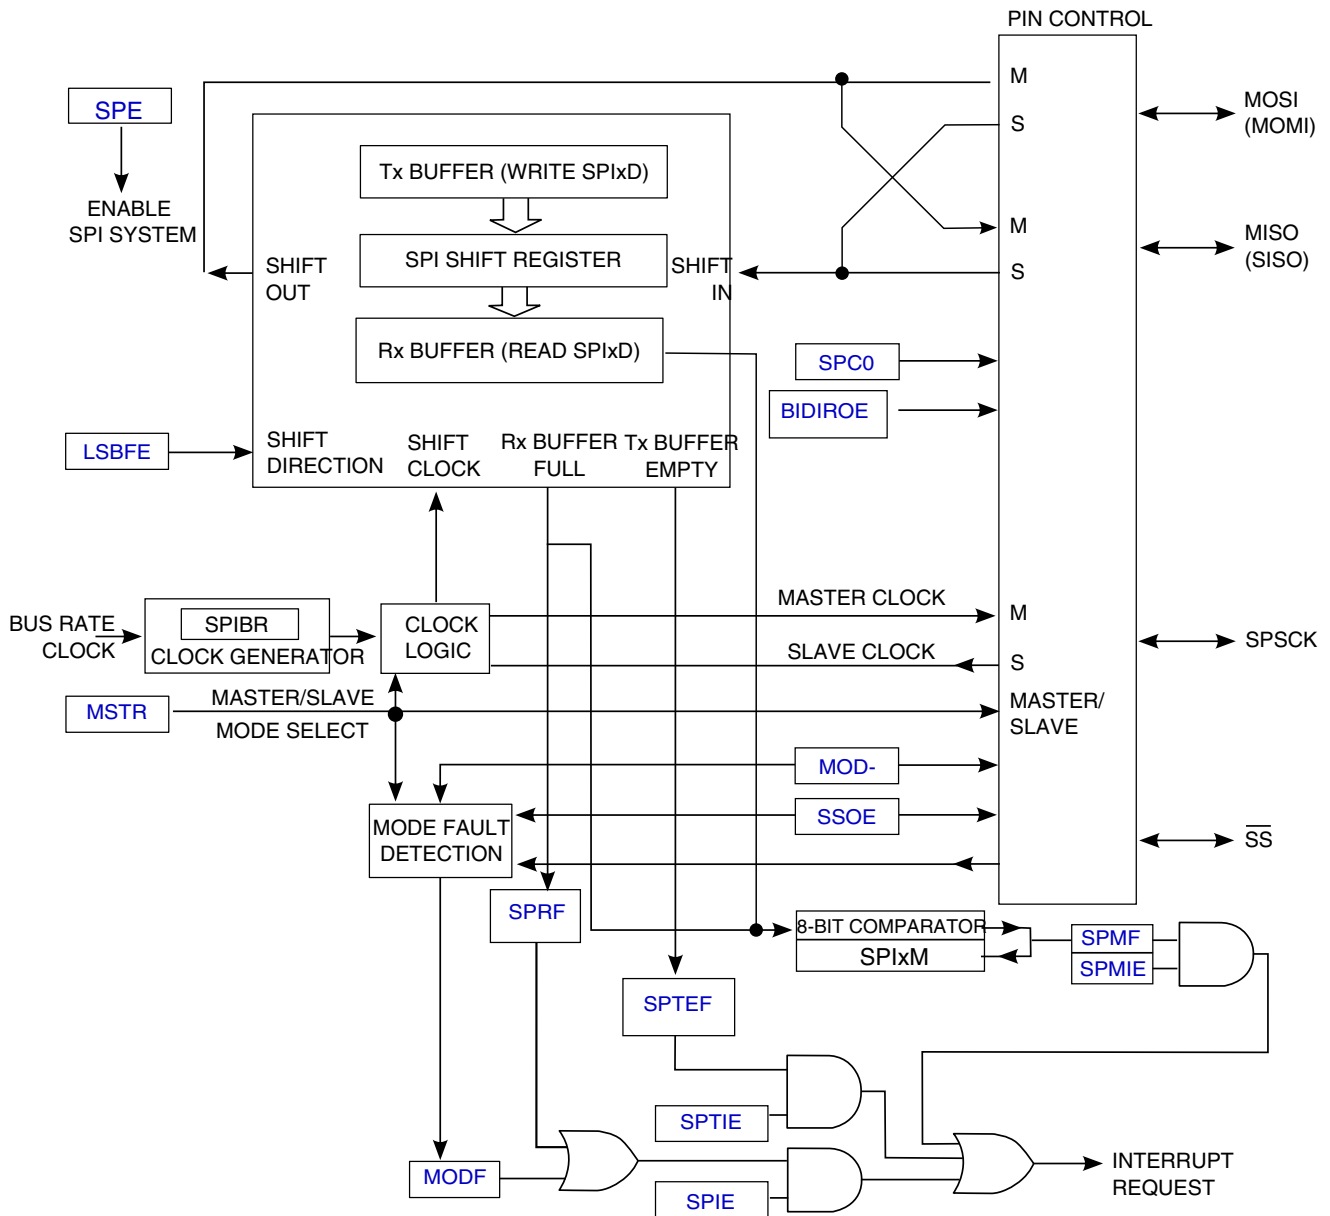 PIN CONTROL
M
S
MOSI
(MOMI)
SPE
ENABLE
SPI SYSTEM
Tx BUFFER (WRITE SPIxD)
SPI SHIFT REGISTER
Rx BUFFER (READ SPIxD)
SHIFT
OUT
SHIFT
IN
M
S
MISO
(SISO)
SPC0
BIDIROE
LSBFE
SHIFT
DIRECTION
SHIFT
CLOCK
Rx BUFFER
FULL
Tx BUFFER
EMPTY
BUS RATE
CLOCK
SPIBR
CLOCK GENERATOR
CLOCK
LOGIC
MASTER CLOCK
M
SLAVE CLOCK
S
SPSCK
MSTR
MASTER/SLAVE
MODE SELECT
MASTER/
SLAVE
MOD-
SSOE
MODE FAULT
DETECTION
SS
SPRF
8-BIT COMPARATOR
SPIxM
SPMF
SPMIE
SPTEF
SPTIE
MODF
SPIE
INTERRUPT
REQUEST